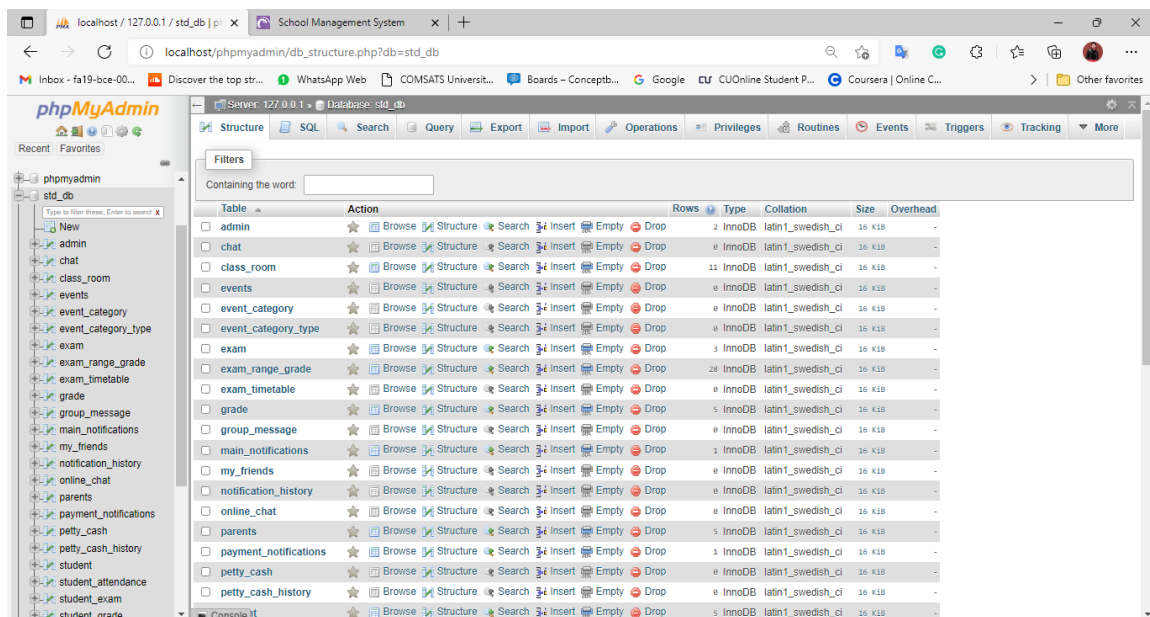 localhost / 127.0.0.1 / std_db | ph
School Management System
localhost/phpmyadmin/db_structure.php?db=std_db
Inbox - fa19-bce-00...
Discover the top str...
WhatsApp Web
COMSATS Universit...
Boards – Conceptb...
Google
CUOnline Student P...
Coursera | Online C...
Other favorites
phpMyAdmin
Recent Favorites
phpmyadmin
std_db
Type to filter these, Enter to search X
New
admin
chat
class_room
events
event_category
event_category_type
exam
exam_range_grade
exam_timetable
grade
group_message
main_notifications
my_friends
notification_history
online_chat
parents
payment_notifications
petty_cash
petty_cash_history
student
student_attendance
student_exam
student_grade
Server: 127.0.0.1 » Database: std_db
Structure SQL Search Query Export Import Operations Privileges Routines Events Triggers Tracking More
Filters
Containing the word:
Table Action Rows Type Collation Size Overhead
admin Browse Structure Search Insert Empty Drop 2 InnoDB latin1_swedish_ci 16 KiB -
chat Browse Structure Search Insert Empty Drop 0 InnoDB latin1_swedish_ci 16 KiB -
class_room Browse Structure Search Insert Empty Drop 11 InnoDB latin1_swedish_ci 16 KiB -
events Browse Structure Search Insert Empty Drop 0 InnoDB latin1_swedish_ci 16 KiB -
event_category Browse Structure Search Insert Empty Drop 0 InnoDB latin1_swedish_ci 16 KiB -
event_category_type Browse Structure Search Insert Empty Drop 0 InnoDB latin1_swedish_ci 16 KiB -
exam Browse Structure Search Insert Empty Drop 3 InnoDB latin1_swedish_ci 16 KiB -
exam_range_grade Browse Structure Search Insert Empty Drop 28 InnoDB latin1_swedish_ci 16 KiB -
exam_timetable Browse Structure Search Insert Empty Drop 0 InnoDB latin1_swedish_ci 16 KiB -
grade Browse Structure Search Insert Empty Drop 5 InnoDB latin1_swedish_ci 16 KiB -
group_message Browse Structure Search Insert Empty Drop 0 InnoDB latin1_swedish_ci 16 KiB -
main_notifications Browse Structure Search Insert Empty Drop 1 InnoDB latin1_swedish_ci 16 KiB -
my_friends Browse Structure Search Insert Empty Drop 0 InnoDB latin1_swedish_ci 16 KiB -
notification_history Browse Structure Search Insert Empty Drop 0 InnoDB latin1_swedish_ci 16 KiB -
online_chat Browse Structure Search Insert Empty Drop 0 InnoDB latin1_swedish_ci 16 KiB -
parents Browse Structure Search Insert Empty Drop 5 InnoDB latin1_swedish_ci 16 KiB -
payment_notifications Browse Structure Search Insert Empty Drop 1 InnoDB latin1_swedish_ci 16 KiB -
petty_cash Browse Structure Search Insert Empty Drop 0 InnoDB latin1_swedish_ci 16 KiB -
petty_cash_history Browse Structure Search Insert Empty Drop 0 InnoDB latin1_swedish_ci 16 KiB -
Console Browse Structure Search Insert Empty Drop 5 InnoDB latin1_swedish_ci 16 KiB -